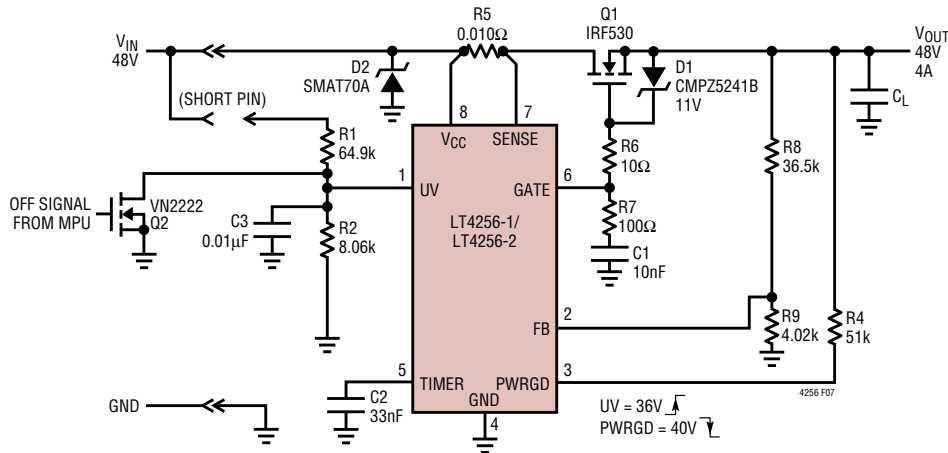 VIN
48V
(SHORT PIN)
R5
0.010Ω
Q1
IRF530
VOUT
48V
4A
D2
SMAT70A
D1
CMPZ5241B
11V
CL
8
7
VCC
SENSE
R1
64.9k
R6
10Ω
R8
36.5k
1
UV
GATE
6
OFF SIGNAL
FROM MPU
VN2222
Q2
LT4256-1/
LT4256-2
R7
100Ω
C3
0.01µF
R2
8.06k
C1
10nF
2
FB
R9
4.02k
R4
51k
5
TIMER
PWRGD
3
C2
33nF
GND
4
4256 F07
GND
UV = 36V
PWRGD = 40V